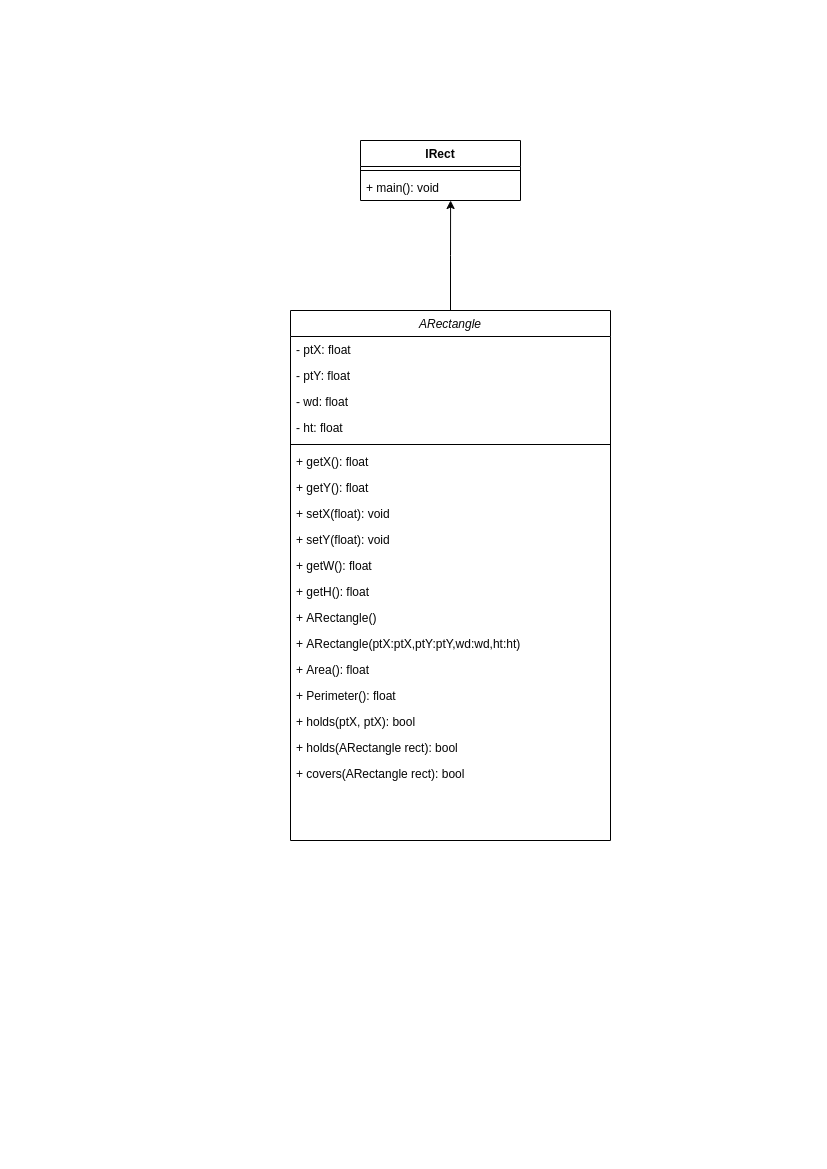 IRect
+ main(): void
ARectangle
- ptX: float
- ptY: float
- wd: float
- ht: float
+ getX(): float
+ getY(): float
+ setX(float): void
+ setY(float): void
+ getW(): float
+ getH(): float
+ ARectangle()
+ ARectangle(ptX:ptX,ptY:ptY,wd:wd,ht:ht)
+ Area(): float
+ Perimeter(): float
+ holds(ptX, ptX): bool
+ holds(ARectangle rect): bool
+ covers(ARectangle rect): bool